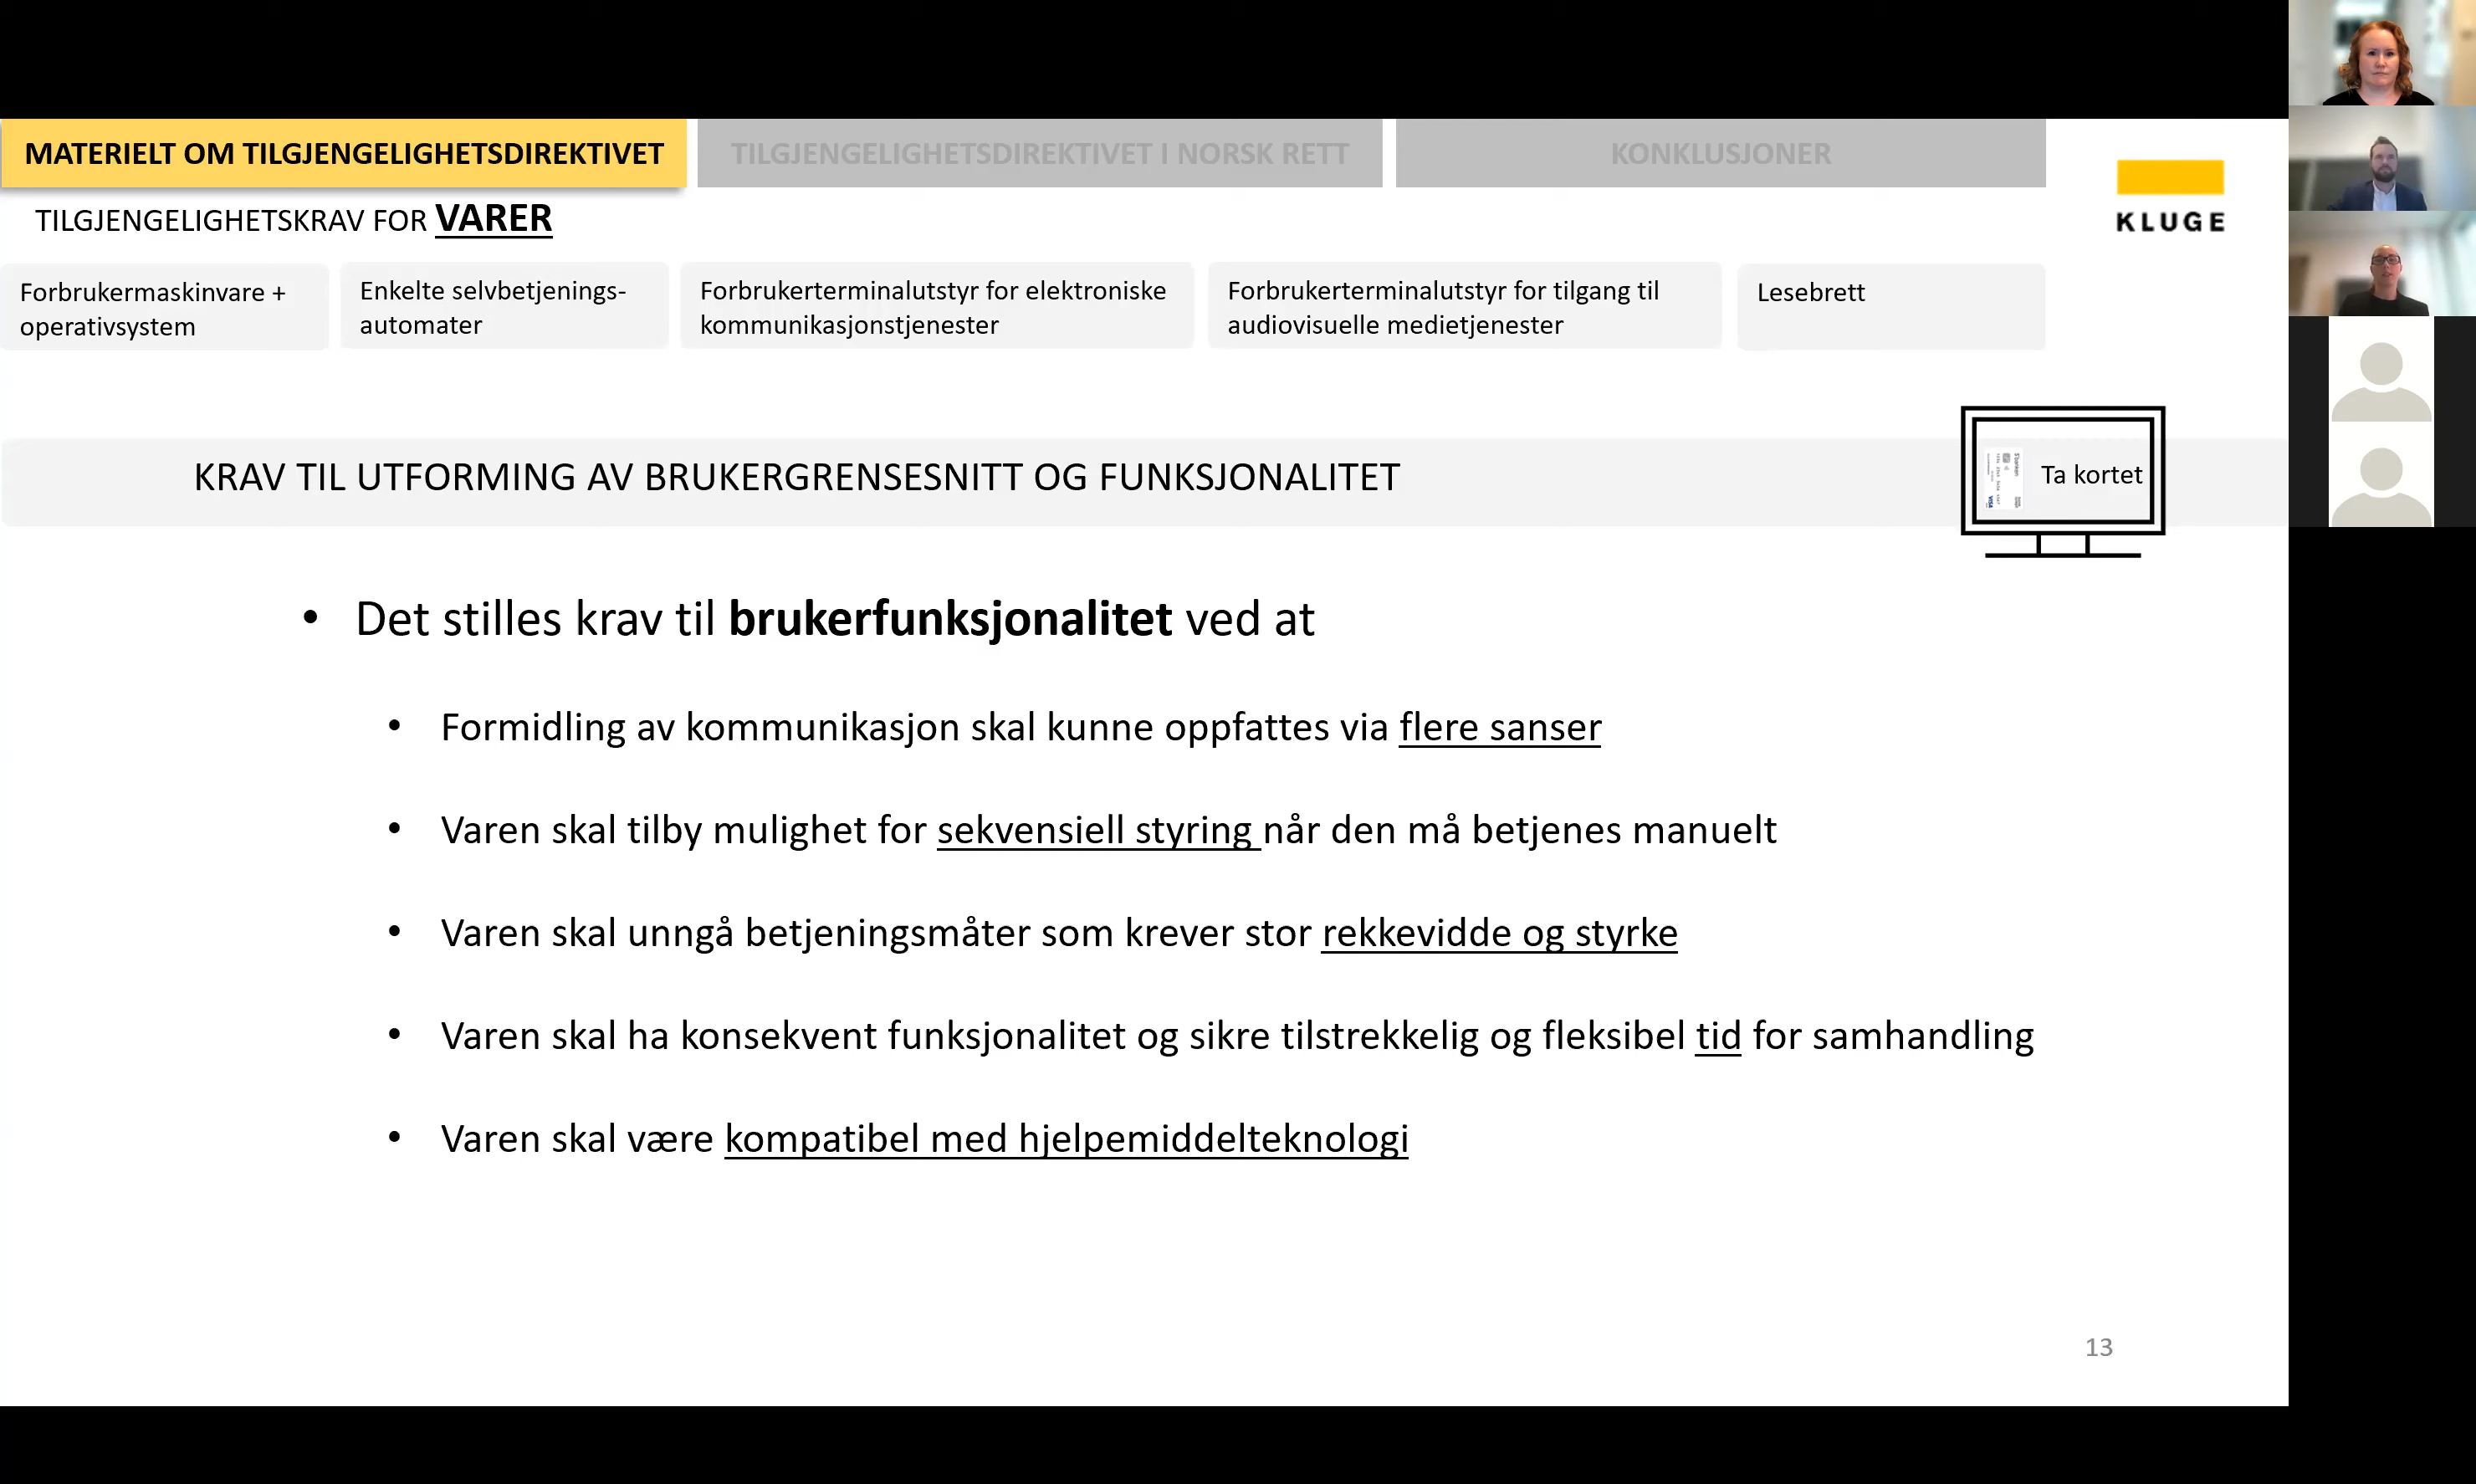 MATERIELT OM TILGJENGELIGHETSDIREKTIVET
TILGJENGELIGHETSDIREKTIVET I NORSK RETT
KONKLUSJONER
TILGJENGELIGHETSKRAV FOR VARER
KLUGE
Forbrukermaskinvare +
operativsystem
Enkelte selvbetjenings-
automater
Forbrukerterminalutstyr for elektroniske
kommunikasjonstjenester
Forbrukerterminalutstyr for tilgang til
audiovisuelle medietjenester
Lesebrett
KRAV TIL UTFORMING AV BRUKERGRENSESNITT OG FUNKSJONALITET
Ta kortet
• Det stilles krav til brukerfunksjonalitet ved at
• Formidling av kommunikasjon skal kunne oppfattes via flere sanser
• Varen skal tilby mulighet for sekvensiell styring når den må betjenes manuelt
• Varen skal unngå betjeningsmåter som krever stor rekkevidde og styrke
• Varen skal ha konsekvent funksjonalitet og sikre tilstrekkelig og fleksibel tid for samhandling
• Varen skal være kompatibel med hjelpemiddelteknologi
13